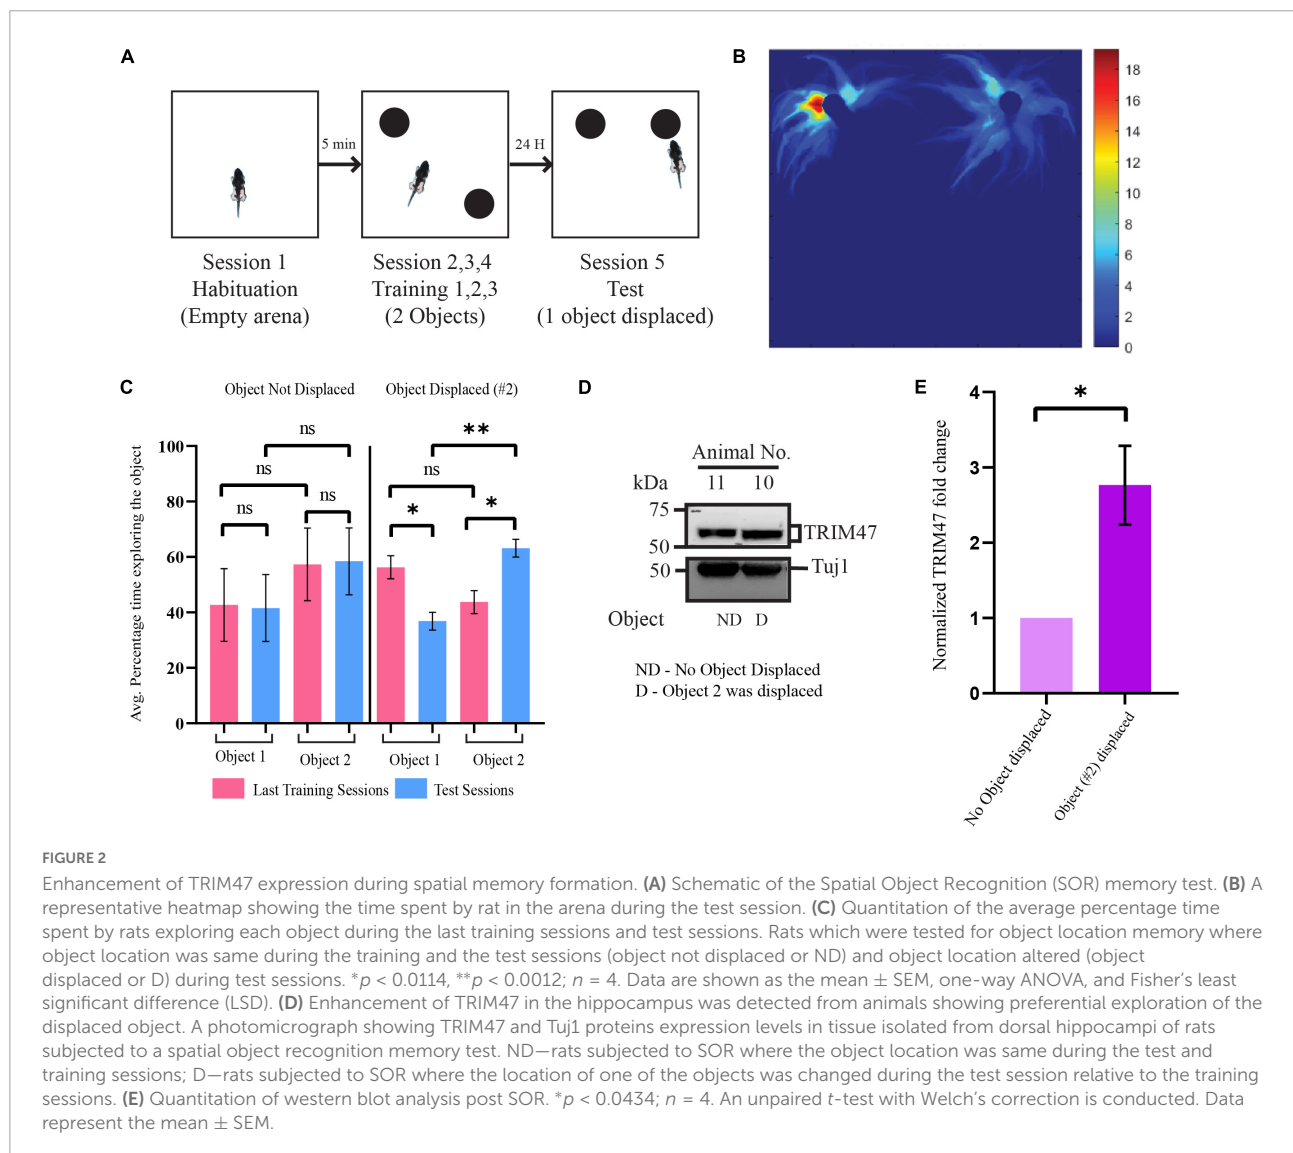 A
5 min
24 H
Session 1
Habituation
(Empty arena)
Session 2,3,4
Training 1,2,3
(2 Objects)
Session 5
Test
(1 object displaced)
B
18
16
14
12
10
8
6
4
2
0
C
Object Not Displaced
Object Displaced (#2)
Avg. Percentage time exploring the object
100
80
60
40
20
0
ns
ns
ns
ns
ns
**
ns
*
*
Object 1
Object 2
Object 1
Object 2
Last Training Sessions
Test Sessions
D
Animal No.
kDa
11
10
75
50
TRIM47
50
Tuj1
Object
ND
D
ND - No Object Displaced
D - Object 2 was displaced
E
Normalized TRIM47 fold change
4
3
2
1
0
*
No Object displaced
Object (#2) displaced
FIGURE 2
Enhancement of TRIM47 expression during spatial memory formation. (A) Schematic of the Spatial Object Recognition (SOR) memory test. (B) A
representative heatmap showing the time spent by rat in the arena during the test session. (C) Quantitation of the average percentage time
spent by rats exploring each object during the last training sessions and test sessions. Rats which were tested for object location memory where
object location was same during the training and the test sessions (object not displaced or ND) and object location altered (object
displaced or D) during test sessions. *p < 0.0114, **p < 0.0012; n = 4. Data are shown as the mean ± SEM, one-way ANOVA, and Fisher's least
significant difference (LSD). (D) Enhancement of TRIM47 in the hippocampus was detected from animals showing preferential exploration of the
displaced object. A photomicrograph showing TRIM47 and Tuj1 proteins expression levels in tissue isolated from dorsal hippocampi of rats
subjected to a spatial object recognition memory test. ND—rats subjected to SOR where the object location was same during the test and
training sessions; D—rats subjected to SOR where the location of one of the objects was changed during the test session relative to the training
sessions. (E) Quantitation of western blot analysis post SOR. *p < 0.0434; n = 4. An unpaired t-test with Welch's correction is conducted. Data
represent the mean ± SEM.